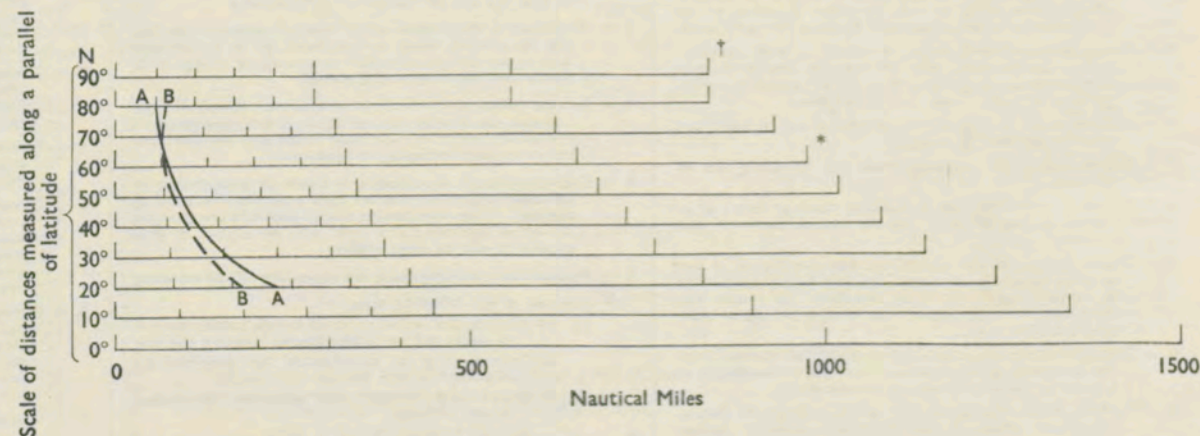 Scale of distances measured along a parallel
of latitude
†
N
90°
A B
80°
70°
*
60°
50°
40°
30°
20°
B A
10°
0°
0 500 1000 1500
Nautical Miles